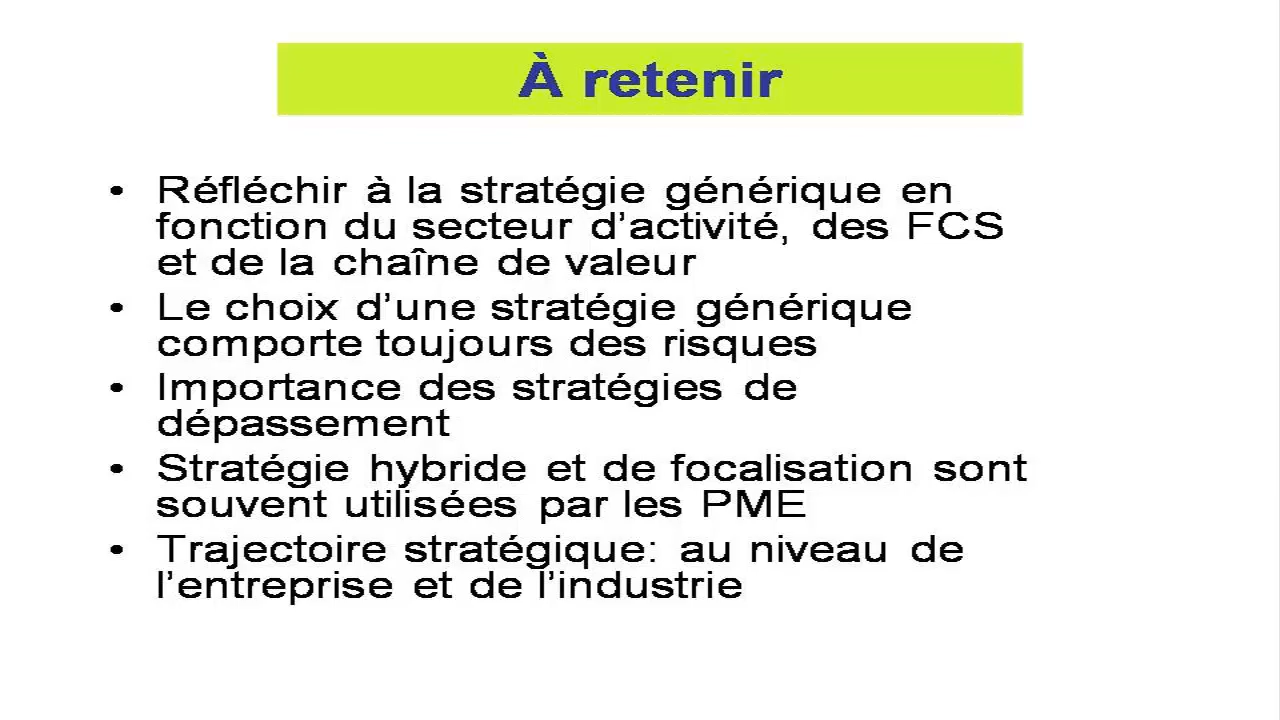 À retenir
• Réfléchir à la stratégie générique en
fonction du secteur d’activité, des FCS
et de la chaîne de valeur
• Le choix d’une stratégie générique
comporte toujours des risques
• Importance des stratégies de
dépassement
• Stratégie hybride et de focalisation sont
souvent utilisées par les PME
• Trajectoire stratégique: au niveau de
l’entreprise et de l’industrie